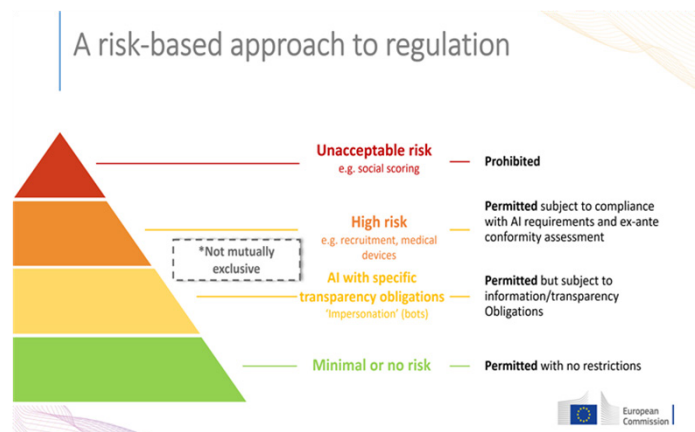 A risk-based approach to regulation
Unacceptable risk
e.g. social scoring
Prohibited
High risk
e.g. recruitment, medical
devices
Permitted subject to compliance
with AI requirements and ex-ante
conformity assessment
*Not mutually
exclusive
AI with specific
transparency obligations
'Impersonation' (bots)
Permitted but subject to
information/transparency
Obligations
Minimal or no risk
Permitted with no restrictions
European
Commission